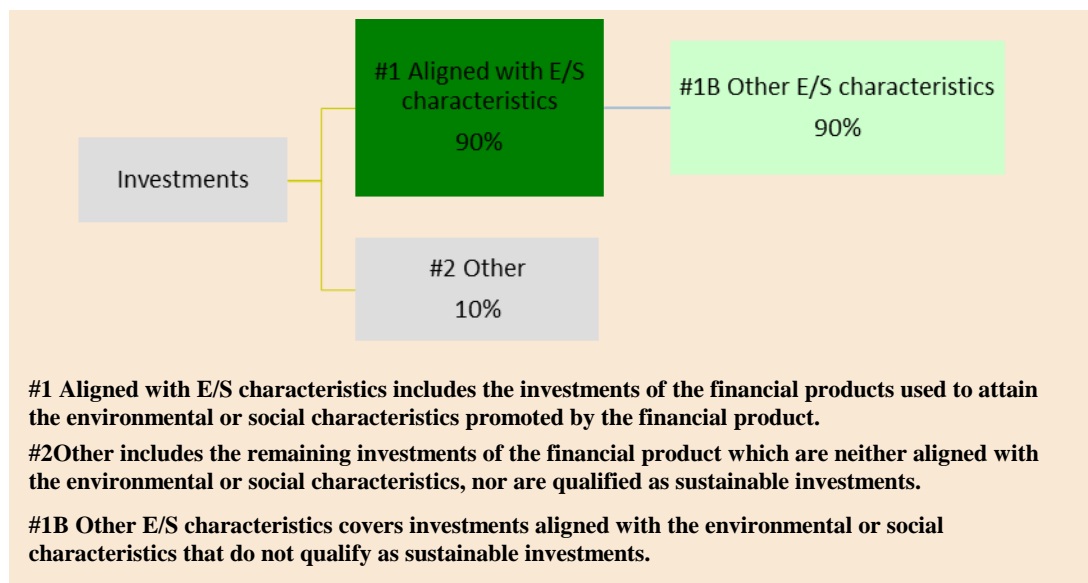 #1 Aligned with E/S
characteristics
90%
#1B Other E/S characteristics
90%
Investments
#2 Other
10%
#1 Aligned with E/S characteristics includes the investments of the financial products used to attain
the environmental or social characteristics promoted by the financial product.
#2Other includes the remaining investments of the financial product which are neither aligned with
the environmental or social characteristics, nor are qualified as sustainable investments.
#1B Other E/S characteristics covers investments aligned with the environmental or social
characteristics that do not qualify as sustainable investments.